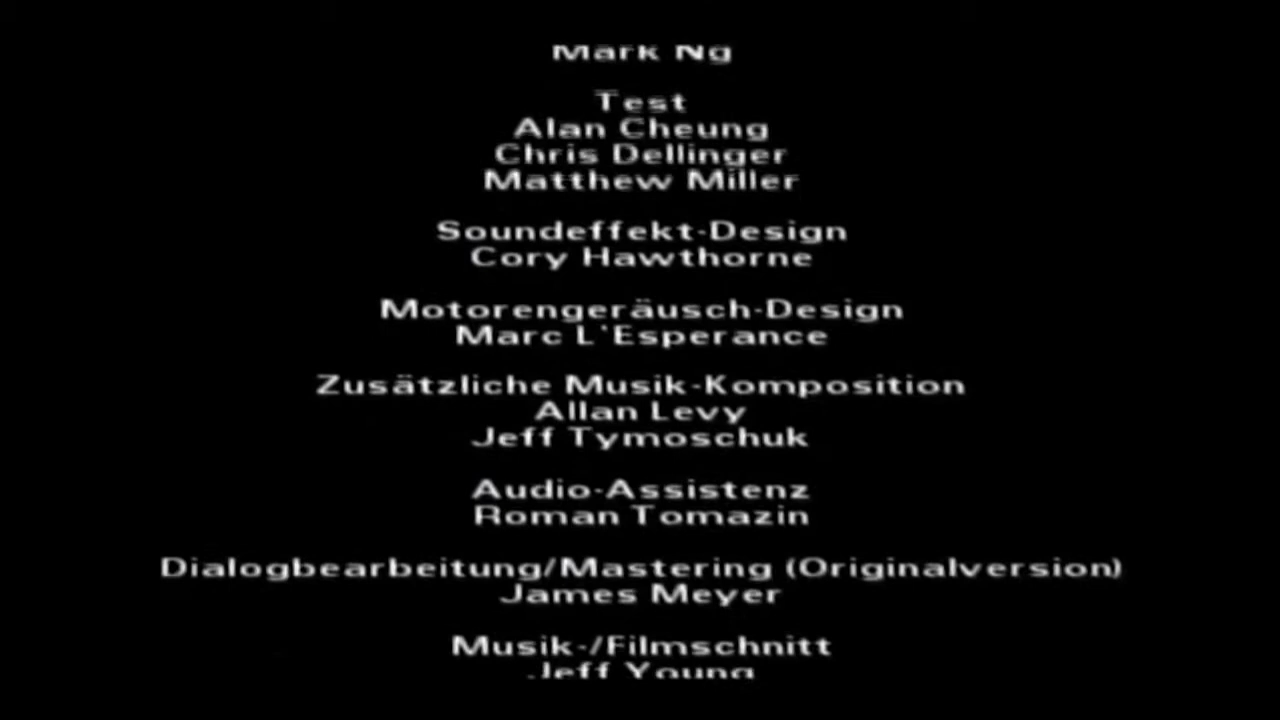 Mark Ng
Test
Alan Cheung
Chris Dellinger
Matthew Miller
Soundeffekt-Design
Cory Hawthorne
Motorengeräusch-Design
Marc L'Esperance
Zusätzliche Musik-Komposition
Allan Levy
Jeff Tymoschuk
Audio-Assistenz
Roman Tomazin
Dialogbearbeitung/Mastering (Originalversion)
James Meyer
Musik-/Filmschnitt
Jeff Young